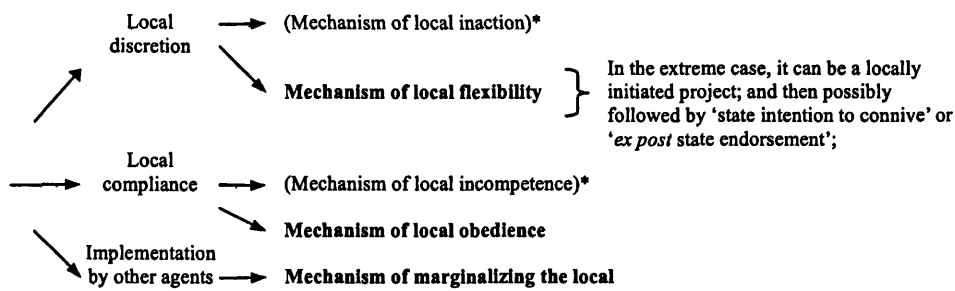 Local
discretion
(Mechanism of local inaction)*
Mechanism of local flexibility
In the extreme case, it can be a locally
initiated project; and then possibly
followed by ‘state intention to connive’ or
‘ex post state endorsement’;
Local
compliance
(Mechanism of local incompetence)*
Mechanism of local obedience
Implementation
by other agents
Mechanism of marginalizing the local